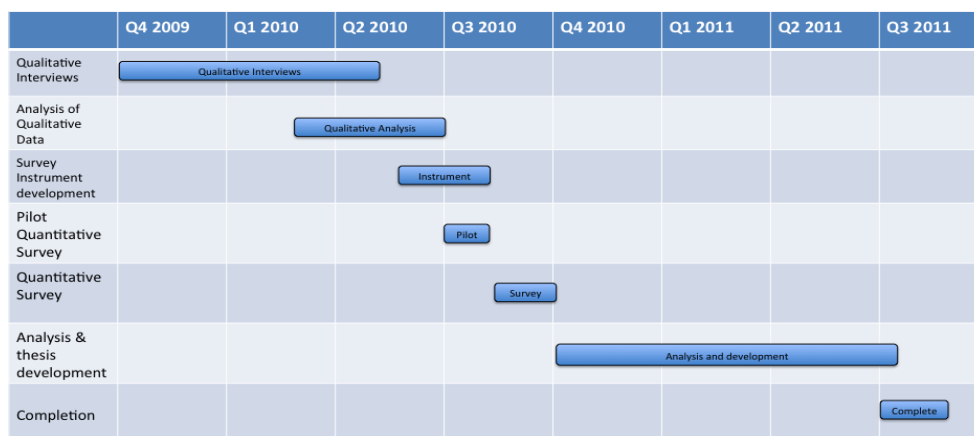 Q4 2009 Q1 2010 Q2 2010 Q3 2010 Q4 2010 Q1 2011 Q2 2011 Q3 2011
Qualitative
Interviews
Qualitative Interviews
Analysis of
Qualitative
Data
Qualitative Analysis
Survey
Instrument
development
Instrument
Pilot
Quantitative
Survey
Pilot
Quantitative
Survey
Survey
Analysis &
thesis
development
Analysis and development
Completion
Complete